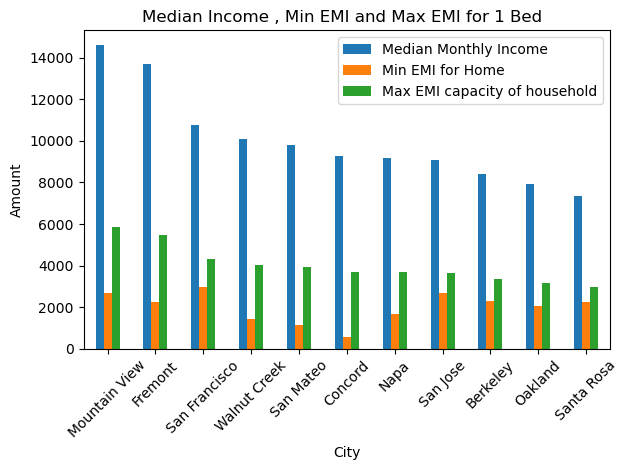 Median Income , Min EMI and Max EMI for 1 Bed
Median Monthly Income
Min EMI for Home
Max EMI capacity of household
Amount
14000
12000
10000
8000
6000
4000
2000
0
Mountain View
Fremont
San Francisco
Walnut Creek
San Mateo
Concord
Napa
San Jose
Berkeley
Oakland
Santa Rosa
City